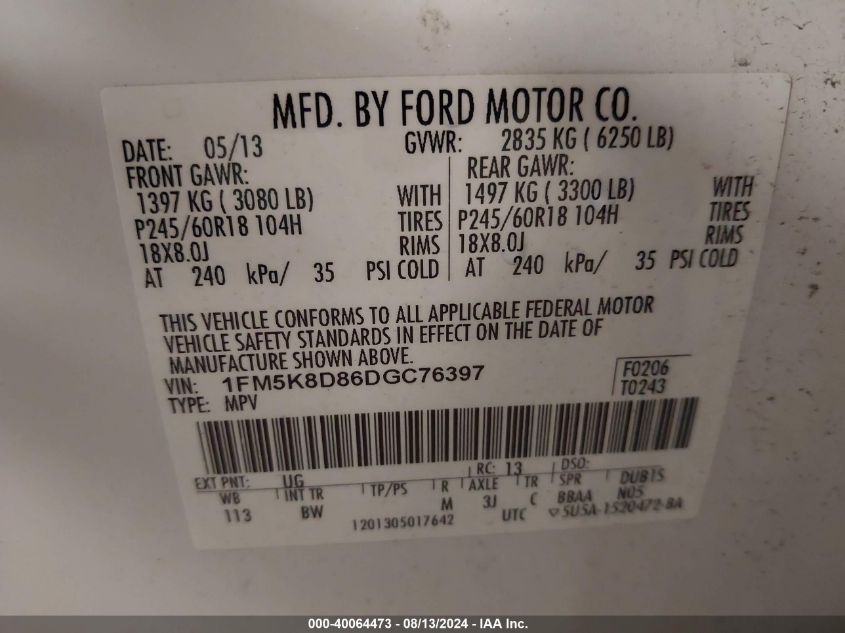 MFD. BY FORD MOTOR CO.
DATE: 05/13 GVWR: 2835 KG ( 6250 LB)
FRONT GAWR: REAR GAWR:
1397 KG ( 3080 LB) WITH 1497 KG ( 3300 LB) WITH
P245/60R18 104H TIRES P245/60R18 104H TIRES
18X8.0J RIMS 18X8.0J RIMS
AT 240 kPa/ 35 PSI COLD AT 240 kPa/ 35 PSI COLD
THIS VEHICLE CONFORMS TO ALL APPLICABLE FEDERAL MOTOR
VEHICLE SAFETY STANDARDS IN EFFECT ON THE DATE OF
MANUFACTURE SHOWN ABOVE.
VIN: 1FM5K8D86DGC76397 F0206
TYPE: MPV T0243
EXT PNT: UG RC: 13 DSO:
WB INT TR TP/PS R AXLE TR SPR DUBTS
113 BW M 3J C BBAA N05
1201305017642 UTC ▽5USA-1520472-BA
000-40064473 - 08/13/2024 - IAA Inc.